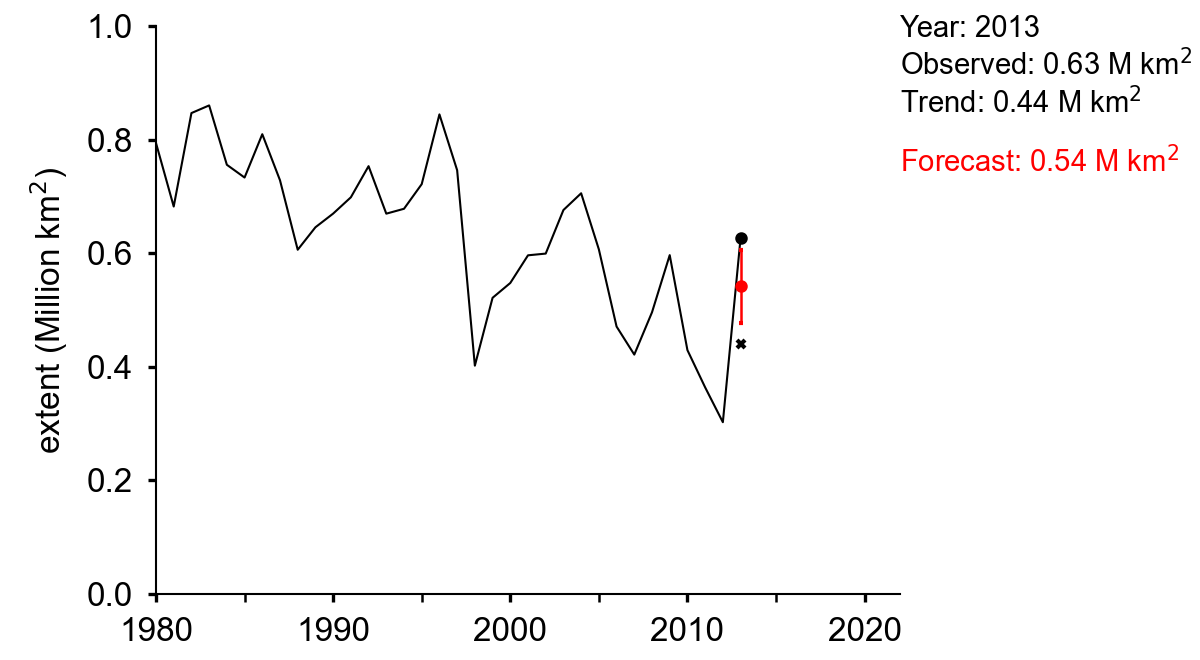 Year: 2013
Observed: 0.63 M km²
Trend: 0.44 M km²
Forecast: 0.54 M km²
extent (Million km²)
1.0
0.8
0.6
0.4
0.2
0.0
1980 1990 2000 2010 2020